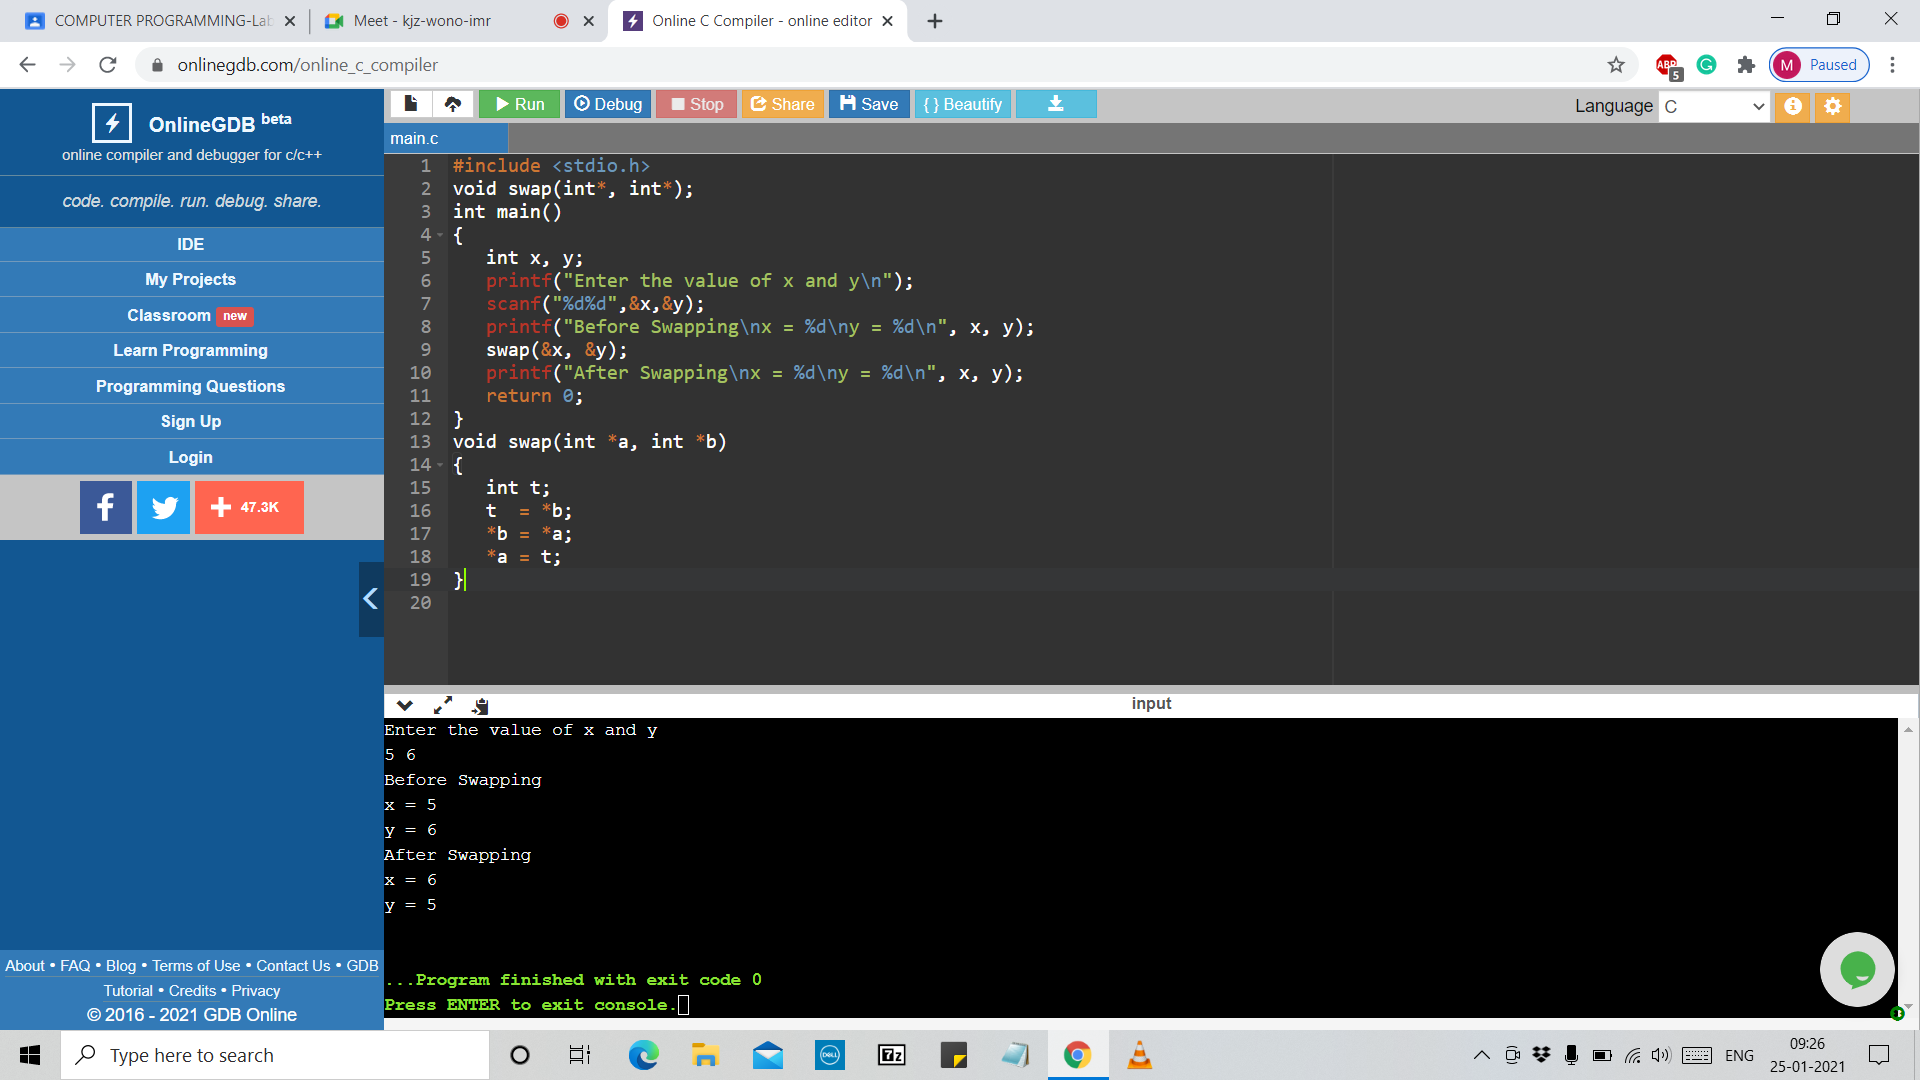 COMPUTER PROGRAMMING-Lab
Meet - kjz-wono-imr
Online C Compiler - online editor
onlinegdb.com/online_c_compiler
ABP
5
G
M Paused
OnlineGDB beta
online compiler and debugger for c/c++
code. compile. run. debug. share.
IDE
My Projects
Classroom new
Learn Programming
Programming Questions
Sign Up
Login
f
47.3K
About • FAQ • Blog • Terms of Use • Contact Us • GDB
Tutorial • Credits • Privacy
© 2016 - 2021 GDB Online
Run Debug Stop Share Save { } Beautify
Language C
main.c
1 #include <stdio.h>
2 void swap(int*, int*);
3 int main()
4 {
5 int x, y;
6 printf("Enter the value of x and y\n");
7 scanf("%d%d",&x,&y);
8 printf("Before Swapping\nx = %d\ny = %d\n", x, y);
9 swap(&x, &y);
10 printf("After Swapping\nx = %d\ny = %d\n", x, y);
11 return 0;
12 }
13 void swap(int *a, int *b)
14 {
15 int t;
16 t  = *b;
17 *b = *a;
18 *a = t;
19 }
20
input
Enter the value of x and y
5 6
Before Swapping
x = 5
y = 6
After Swapping
x = 6
y = 5
...Program finished with exit code 0
Press ENTER to exit console.
Type here to search
DELL
7z
ENG
09:26
25-01-2021